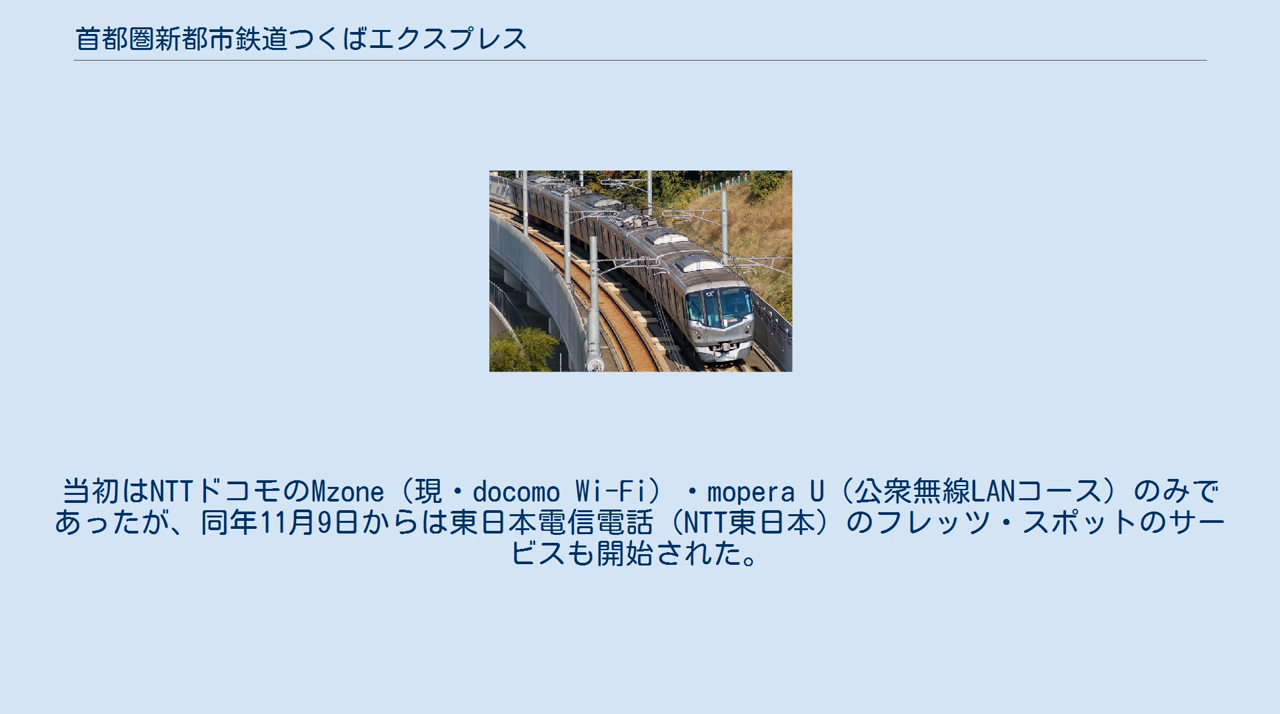 首都圏新都市鉄道つくばエクスプレス
当初はNTTドコモのMzone（現・docomo Wi-Fi）・mopera U（公衆無線LANコース）のみで
あったが、同年11月9日からは東日本電信電話（NTT東日本）のフレッツ・スポットのサー
ビスも開始された。